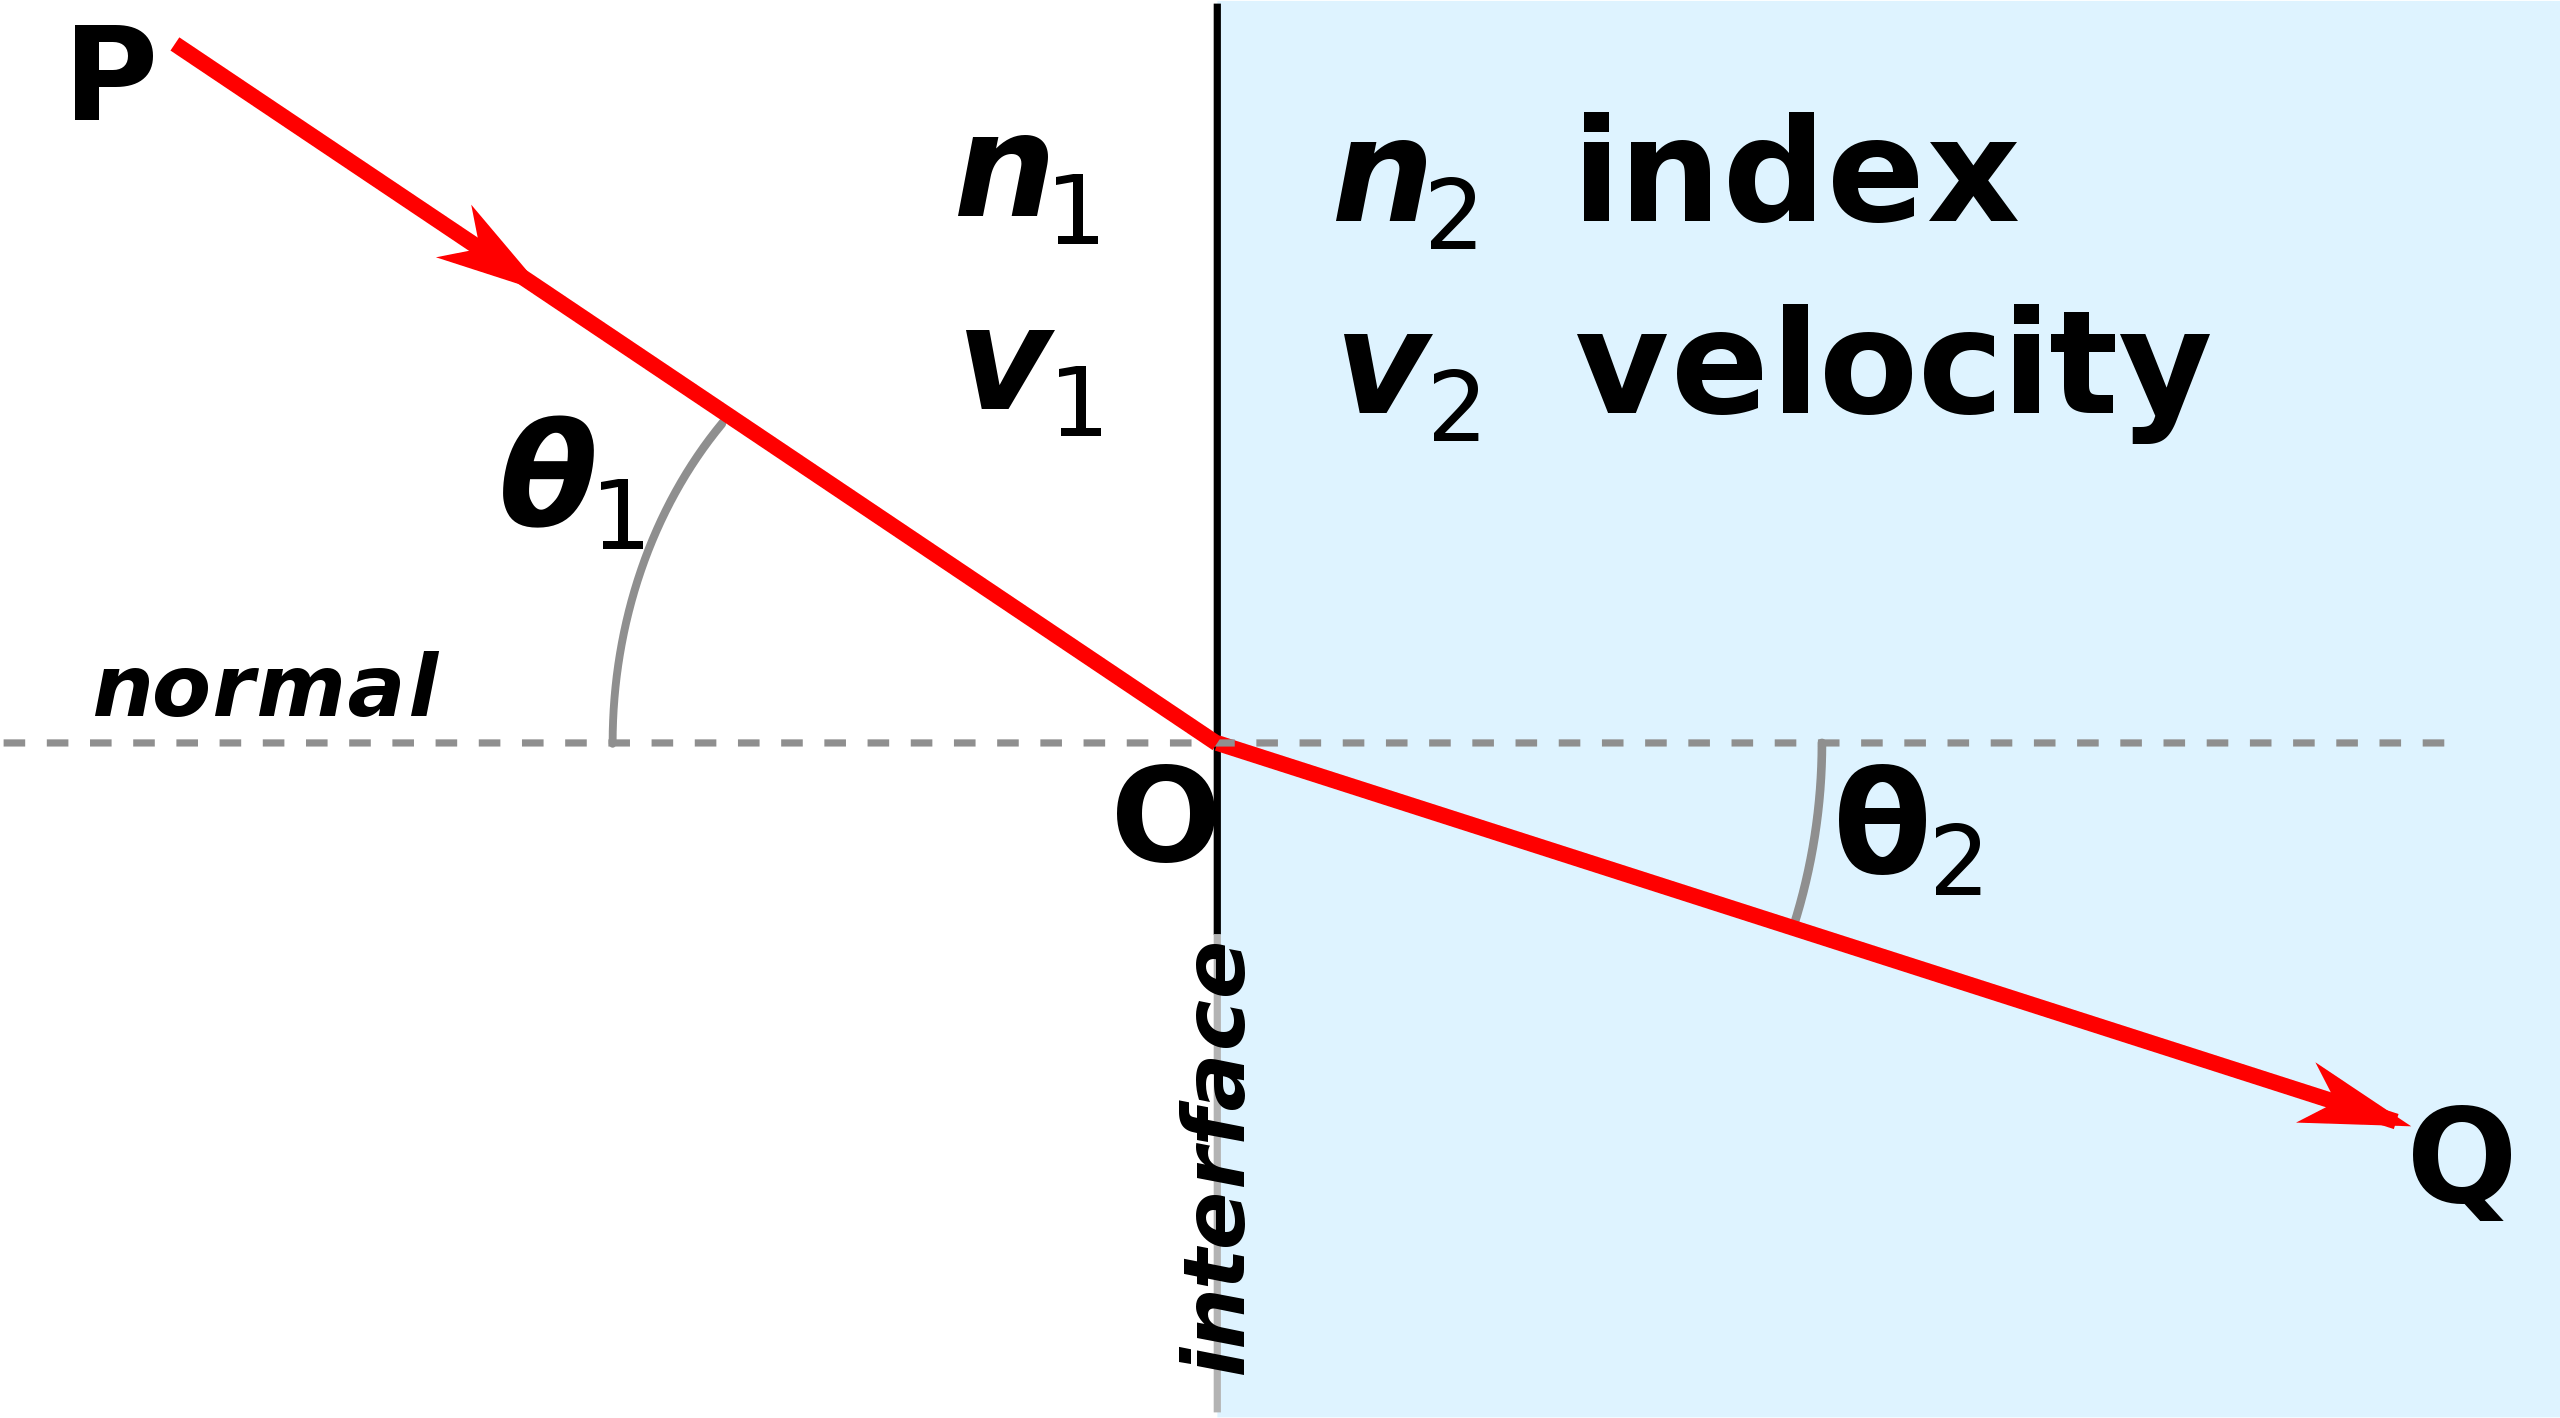 P
n₁
n₂ index
v₁
v₂ velocity
θ₁
normal
O
θ₂
interface
Q